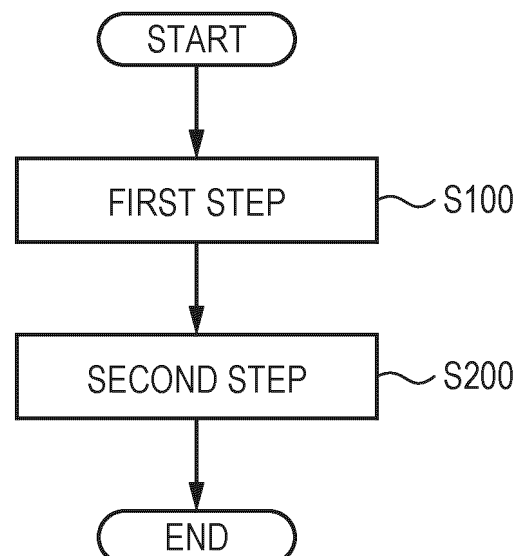 START
FIRST STEP
S100
SECOND STEP
S200
END